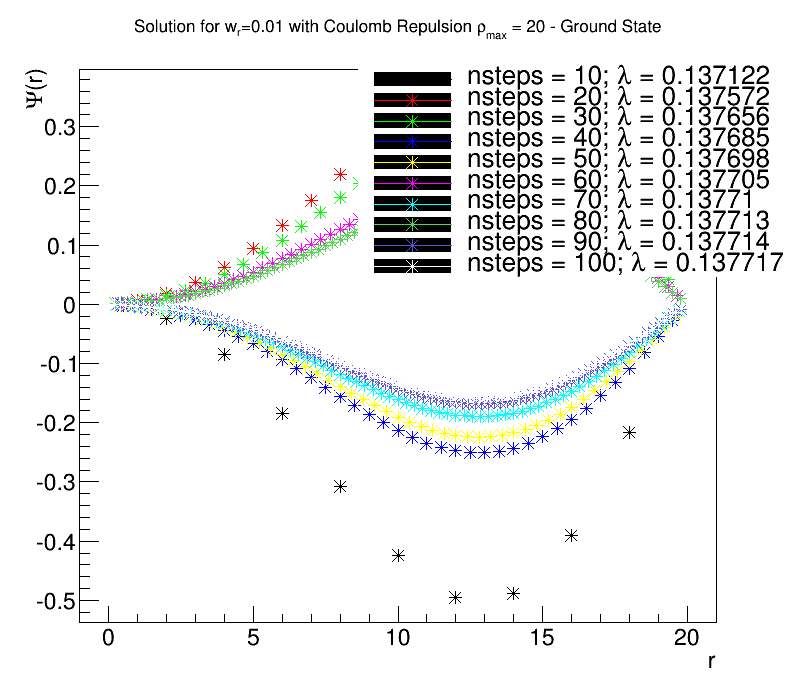 Solution for wr=0.01 with Coulomb Repulsion ρmax = 20 - Ground State
Ψ(r)
nsteps = 10; λ = 0.137122
nsteps = 20; λ = 0.137572
nsteps = 30; λ = 0.137656
nsteps = 40; λ = 0.137685
nsteps = 50; λ = 0.137698
nsteps = 60; λ = 0.137705
nsteps = 70; λ = 0.13771
nsteps = 80; λ = 0.137713
nsteps = 90; λ = 0.137714
nsteps = 100; λ = 0.137717
0.3
0.2
0.1
0
-0.1
-0.2
-0.3
-0.4
-0.5
0 5 10 15 20
r